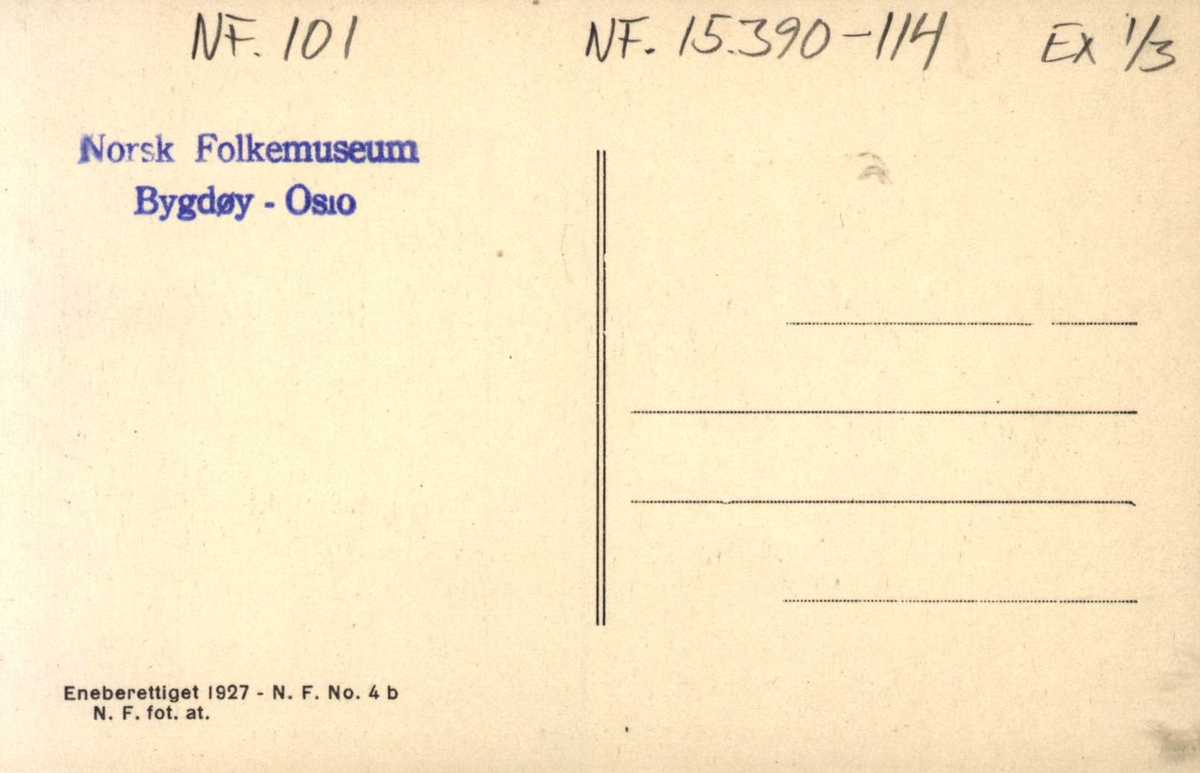 NF. 101 NF. 15.390-114 Ex 1/3
Norsk Folkemuseum
Bygdøy - Oslo
Eneberettiget 1927 - N. F. No. 4 b
N. F. fot. at.